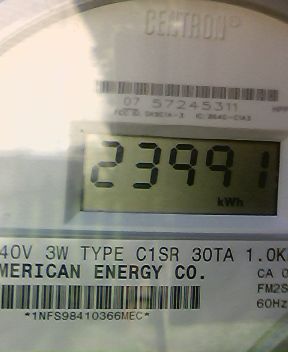 CENTRON®
07 57245311
23991
kWh
40V 3W TYPE C1SR 30TA 1.0K
MERICAN ENERGY CO.
CA 0
FM2S
60Hz
*1NFS98410366MEC*